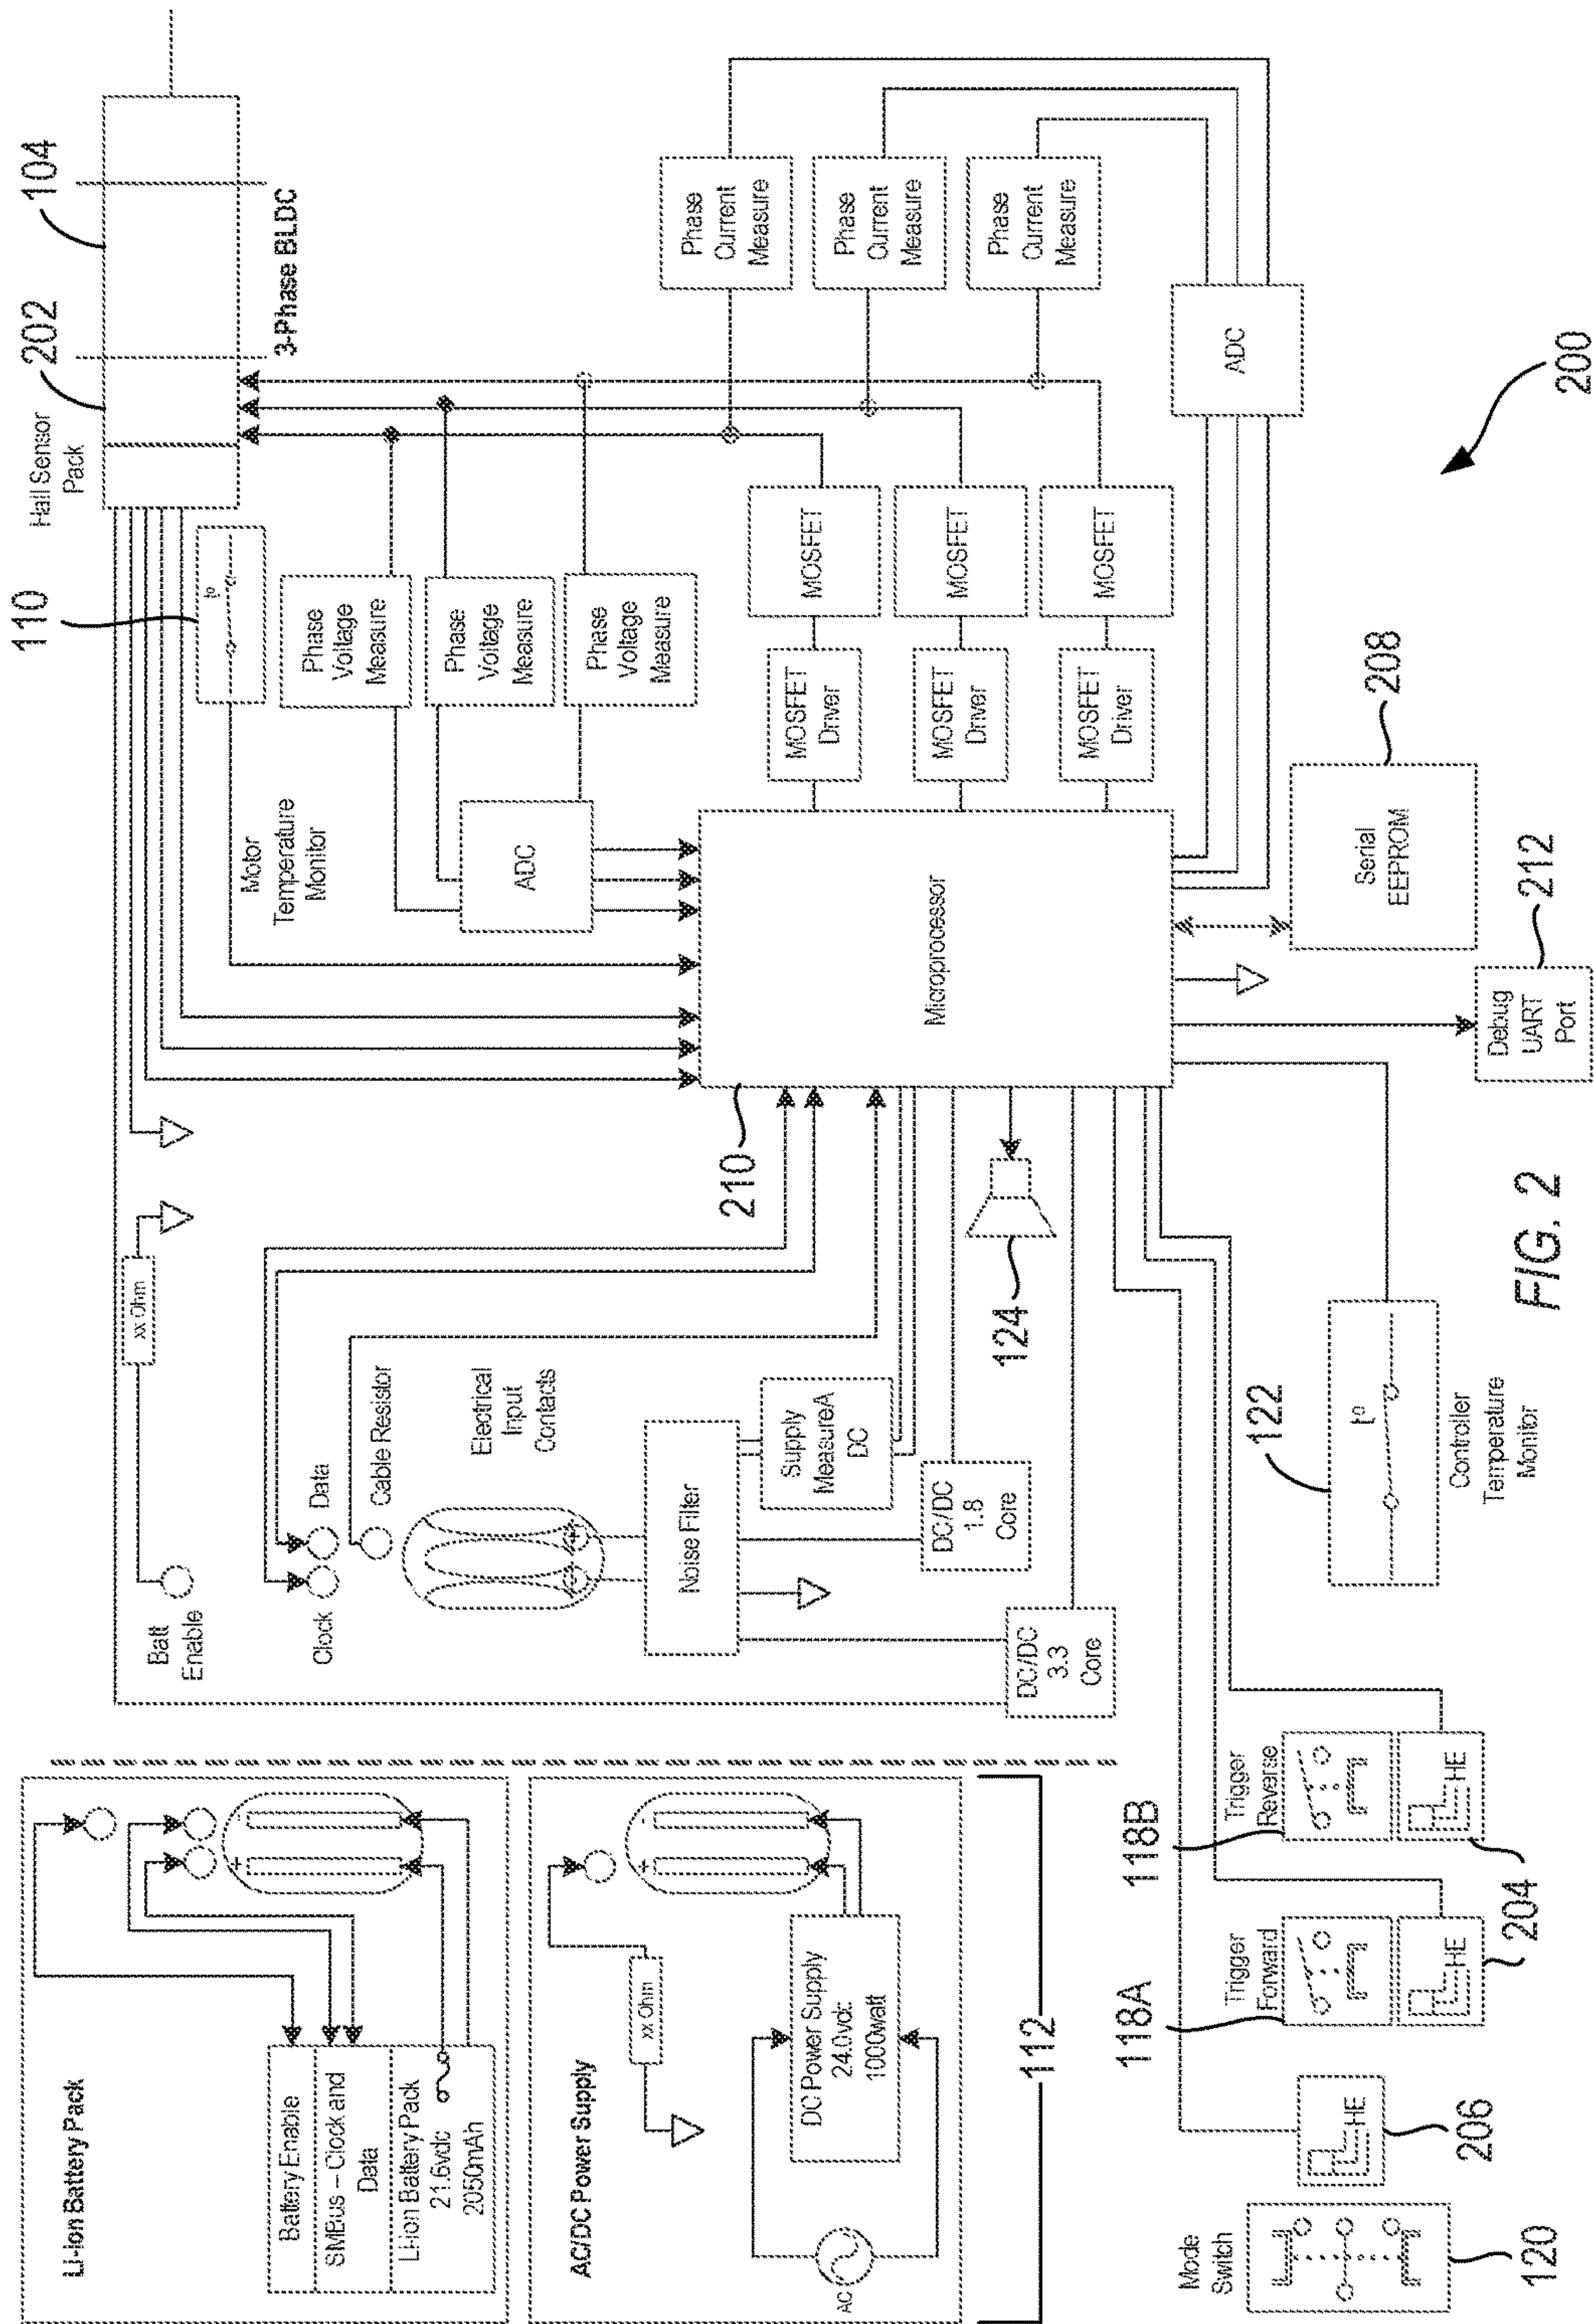 Li-Ion Battery Pack
Battery Enable
SMBus – Clock and
Data
Li-Ion Battery Pack
21.6vdc
2050mAh
+
-
AC/DC Power Supply
xx Ohm
DC Power Supply
24.0vdc
1000watt
AC
+
-
112
Mode
Switch
120
HE
206
Trigger
Forward
118A
HE
Trigger
Reverse
118B
HE
204
Batt
Enable
xx Ohm
Clock
Data
Cable Resistor
Electrical
Input
Contacts
Noise Filter
Supply
MeasureA
DC
DC/DC
1.8
Core
DC/DC
3.3
Core
124
210
Microprocessor
Controller
Temperature
Monitor
122
tº
Debug
UART
Port
212
Serial
EEPROM
208
Motor
Temperature
Monitor
110
tº
ADC
Phase
Voltage
Measure
Phase
Voltage
Measure
Phase
Voltage
Measure
MOSFET
Driver
MOSFET
Driver
MOSFET
Driver
MOSFET
MOSFET
MOSFET
Hall Sensor
Pack
202
104
3-Phase BLDC
Phase
Current
Measure
Phase
Current
Measure
Phase
Current
Measure
ADC
200
FIG. 2